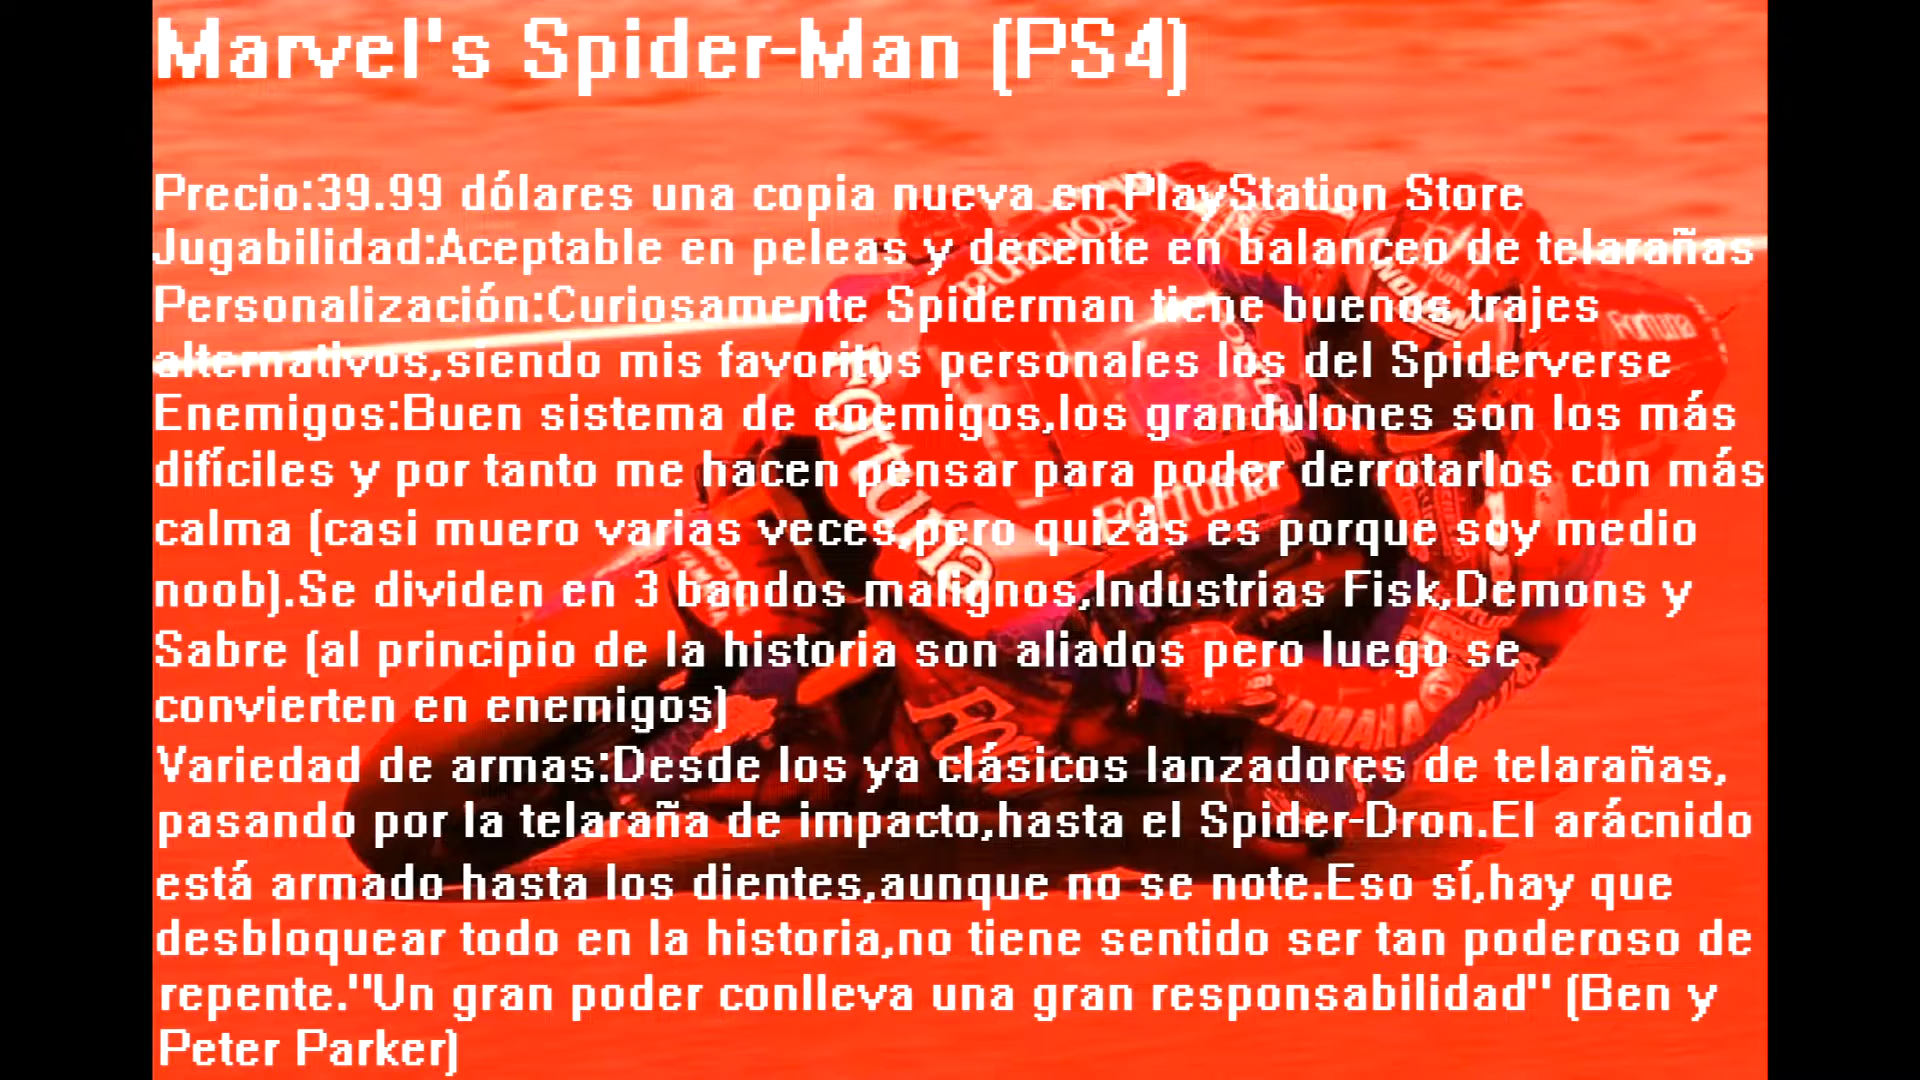 Marvel's Spider-Man (PS4)
Precio:39.99 dólares una copia nueva en PlayStation Store
Jugabilidad:Aceptable en peleas y decente en balanceo de telarañas
Personalización:Curiosamente Spiderman tiene buenos trajes
alternativos,siendo mis favoritos personales los del Spiderverse
Enemigos:Buen sistema de enemigos,los grandulones son los más
difíciles y por tanto me hacen pensar para poder derrotarlos con más
calma (casi muero varias veces,pero quizás es porque soy medio
noob).Se dividen en 3 bandos malignos,Industrias Fisk,Demons y
Sabre (al principio de la historia son aliados pero luego se
convierten en enemigos)
Variedad de armas:Desde los ya clásicos lanzadores de telarañas,
pasando por la telaraña de impacto,hasta el Spider-Dron.El arácnido
está armado hasta los dientes,aunque no se note.Eso sí,hay que
desbloquear todo en la historia,no tiene sentido ser tan poderoso de
repente."Un gran poder conlleva una gran responsabilidad" (Ben y
Peter Parker)
Fortuna
Fortuna
Fortuna
Fortuna
YAMAHA